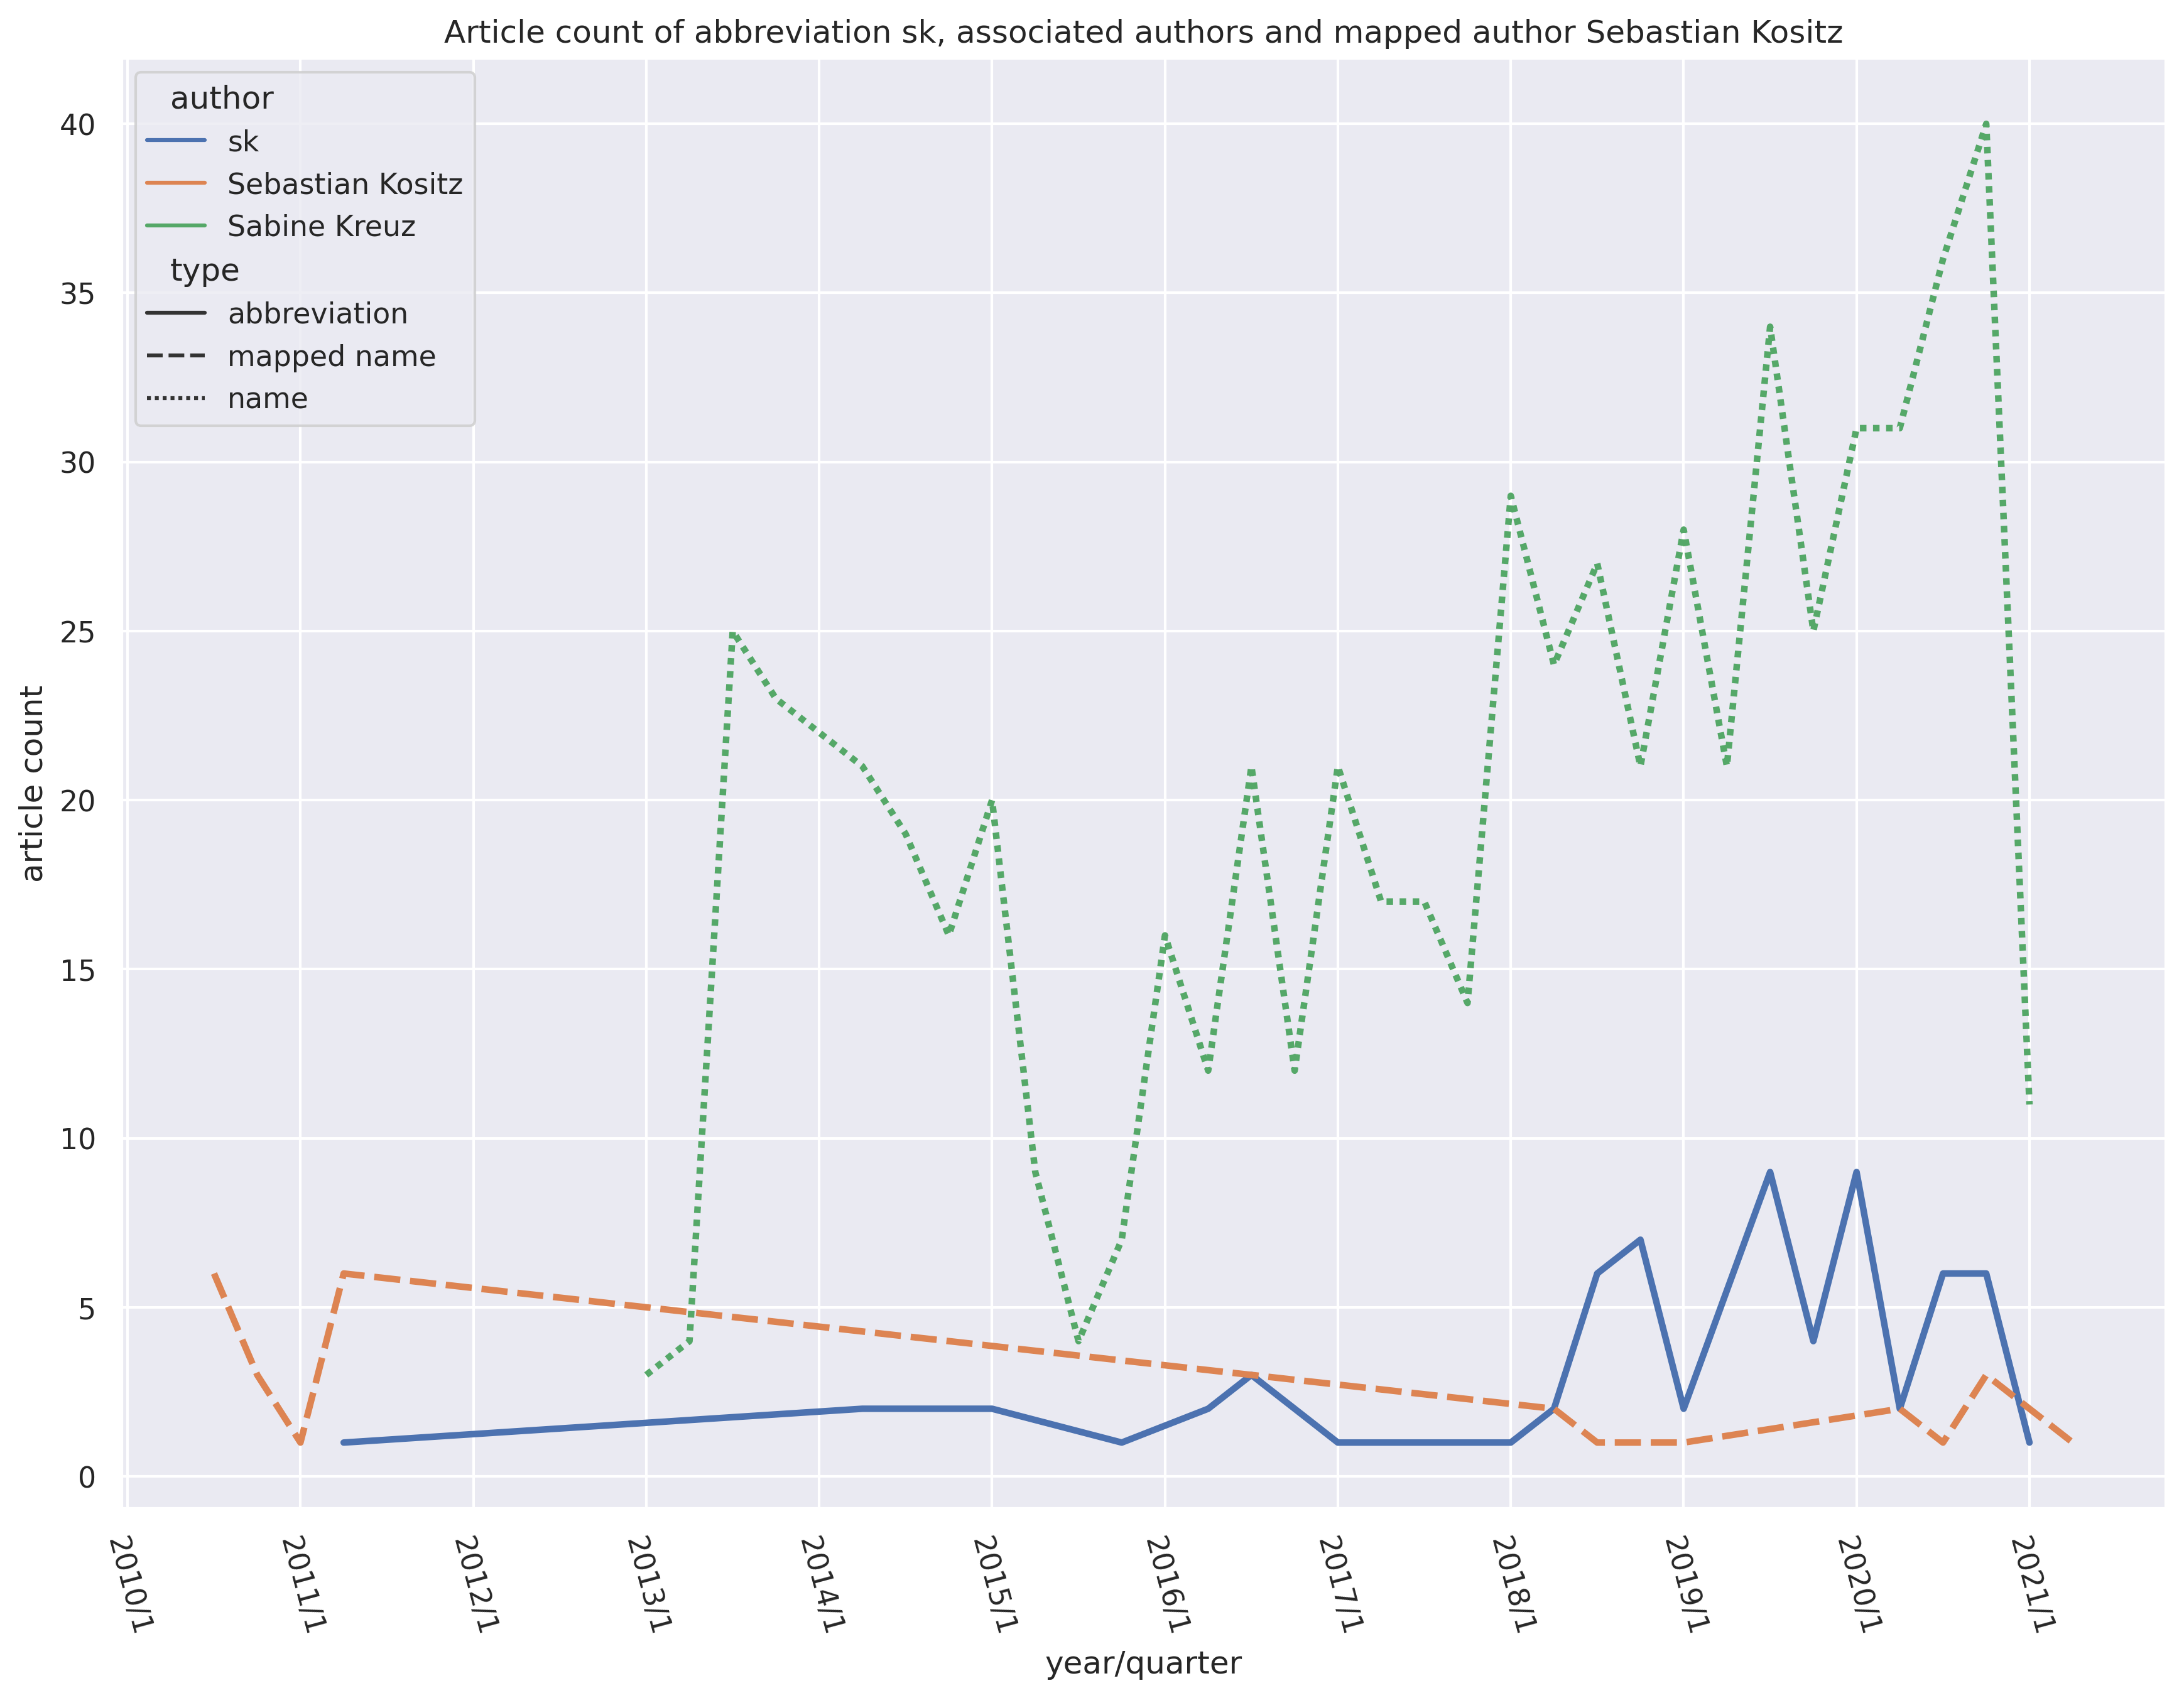 Article count of abbreviation sk, associated authors and mapped author Sebastian Kositz
author
sk
Sebastian Kositz
Sabine Kreuz
type
abbreviation
mapped name
name
article count
40
35
30
25
20
15
10
5
0
2010/1
2011/1
2012/1
2013/1
2014/1
2015/1
2016/1
2017/1
2018/1
2019/1
2020/1
2021/1
year/quarter